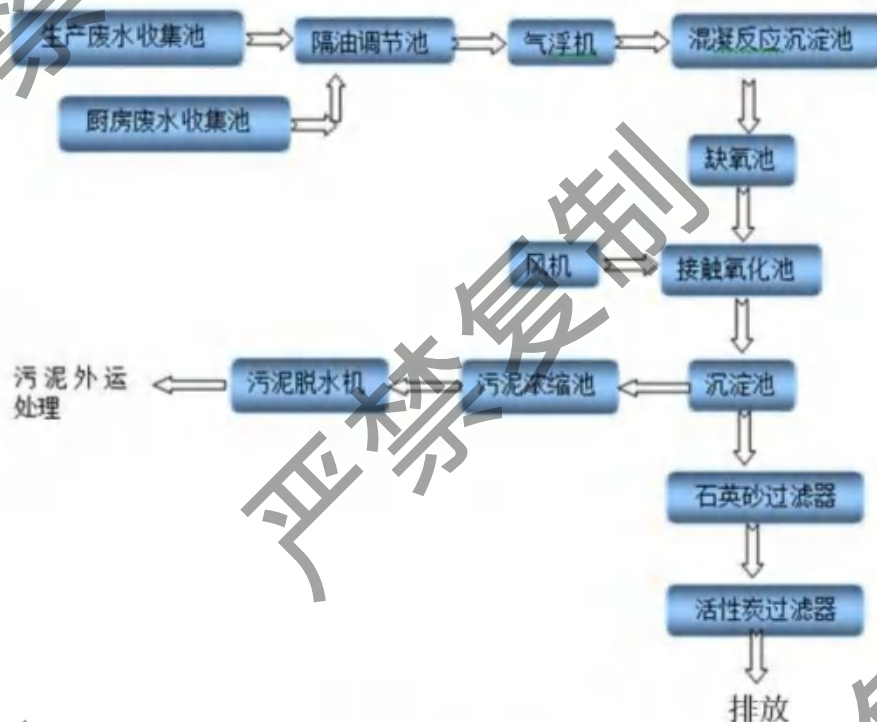 生产废水收集池
隔油调节池
气浮机
混凝反应沉淀池
厨房废水收集池
缺氧池
风机
接触氧化池
污泥外运
处理
污泥脱水机
污泥浓缩池
沉淀池
石英砂过滤器
活性炭过滤器
排放
严禁复制
禁